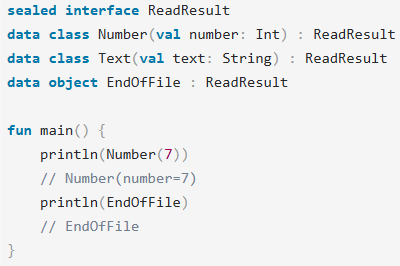 sealed interface ReadResult
data class Number(val number: Int) : ReadResult
data class Text(val text: String) : ReadResult
data object EndOfFile : ReadResult

fun main() {
    println(Number(7))
    // Number(number=7)
    println(EndOfFile)
    // EndOfFile
}